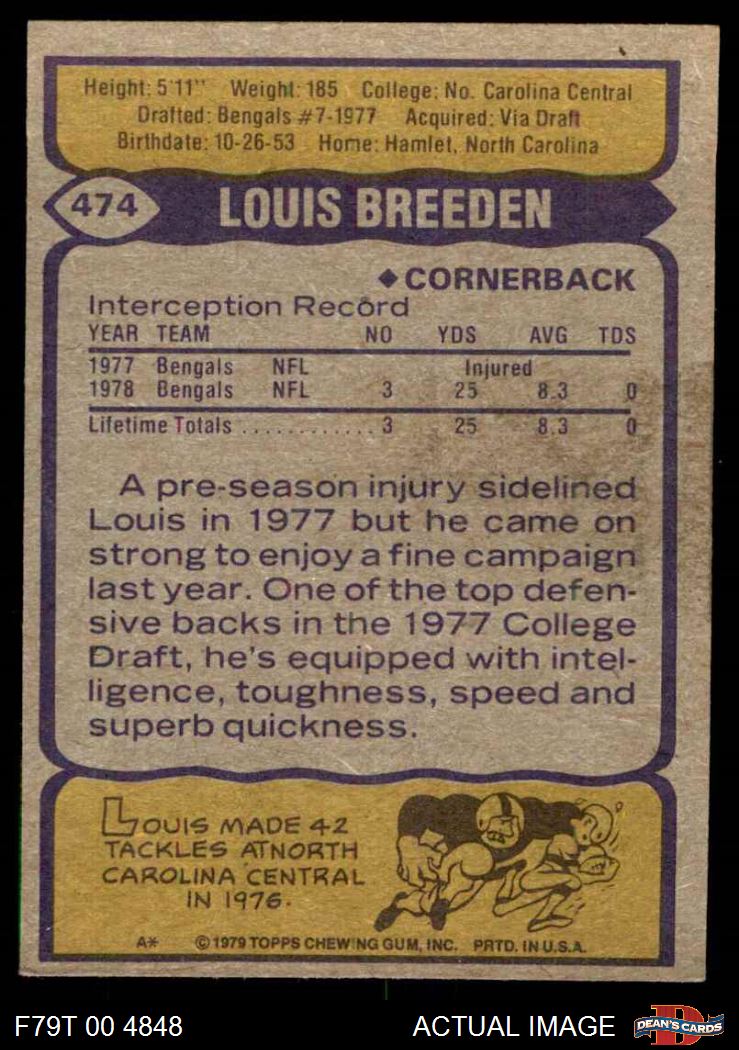 Height: 5'11" Weight: 185 College: No. Carolina Central
Drafted: Bengals #7-1977 Acquired: Via Draft
Birthdate: 10-26-53 Home: Hamlet, North Carolina
474 LOUIS BREEDEN
◆ CORNERBACK
Interception Record
YEAR TEAM NO YDS AVG TDS
1977 Bengals NFL Injured
1978 Bengals NFL 3 25 8.3 0
Lifetime Totals ............ 3 25 8.3 0
A pre-season injury sidelined
Louis in 1977 but he came on
strong to enjoy a fine campaign
last year. One of the top defen-
sive backs in the 1977 College
Draft, he's equipped with intel-
ligence, toughness, speed and
superb quickness.
LOUIS MADE 42
TACKLES AT NORTH
CAROLINA CENTRAL
IN 1976.
A* © 1979 TOPPS CHEWING GUM, INC. PRTD. IN U.S.A.
F79T 00 4848 ACTUAL IMAGE D DEAN'S CARDS